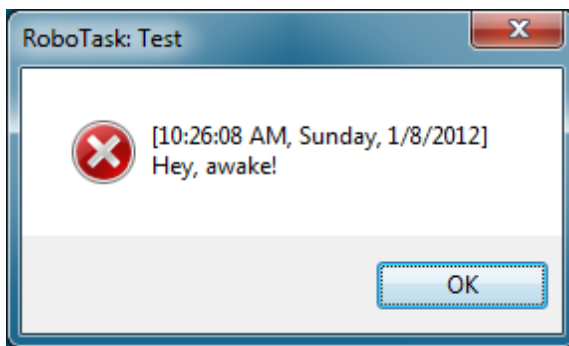 RoboTask: Test
[10:26:08 AM, Sunday, 1/8/2012]
Hey, awake!
OK